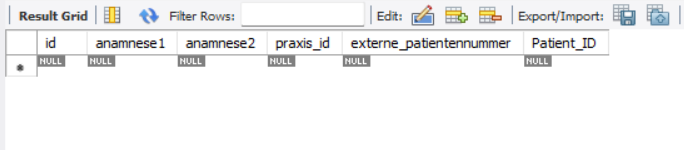 Result Grid Filter Rows: Edit: Export/Import:
id anamnese1 anamnese2 praxis_id externe_patientennummer Patient_ID
NULL NULL NULL NULL NULL NULL